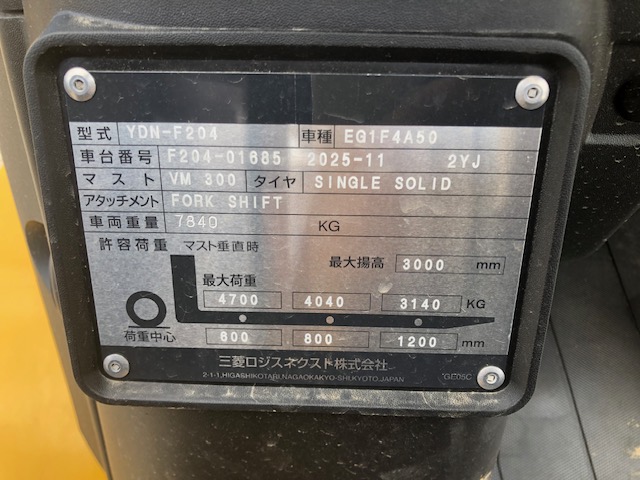 型式 YDN-F204 車種 EG1F4A50
車台番号 F204-01685 2025-11 2YJ
マスト VM 300 タイヤ SINGLE SOLID
アタッチメント FORK SHIFT
車両重量 7840 KG
許容荷重 マスト垂直時
最大揚高 3000 mm
最大荷重
4700 4040 3140 KG
荷重中心 600 800 1200 mm
三菱ロジスネクスト株式会社
2-1-1,HIGASHIKOTARI,NAGAOKAKYO-SHI,KYOTO,JAPAN 'GE05C